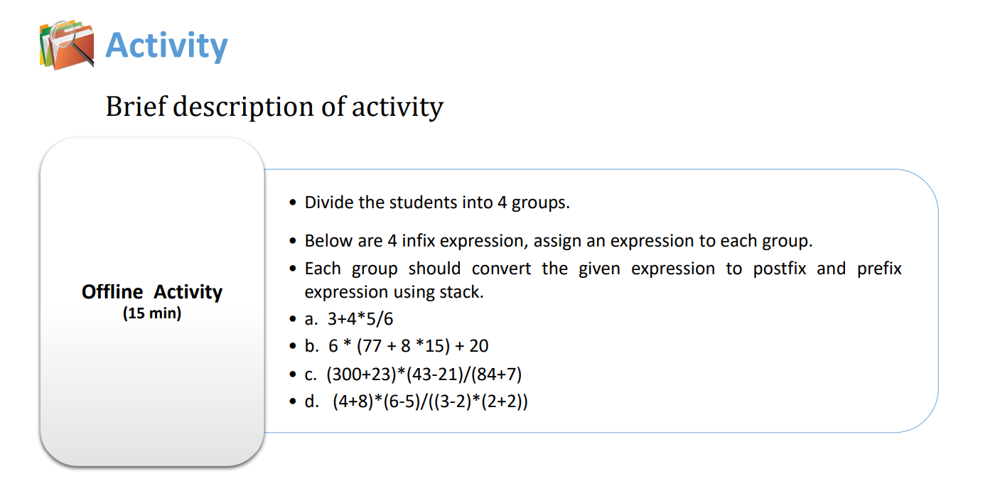 Activity
Brief description of activity
Offline Activity
(15 min)
• Divide the students into 4 groups.
• Below are 4 infix expression, assign an expression to each group.
• Each group should convert the given expression to postfix and prefix
expression using stack.
• a. 3+4*5/6
• b. 6 * (77 + 8 *15) + 20
• c. (300+23)*(43-21)/(84+7)
• d. (4+8)*(6-5)/((3-2)*(2+2))